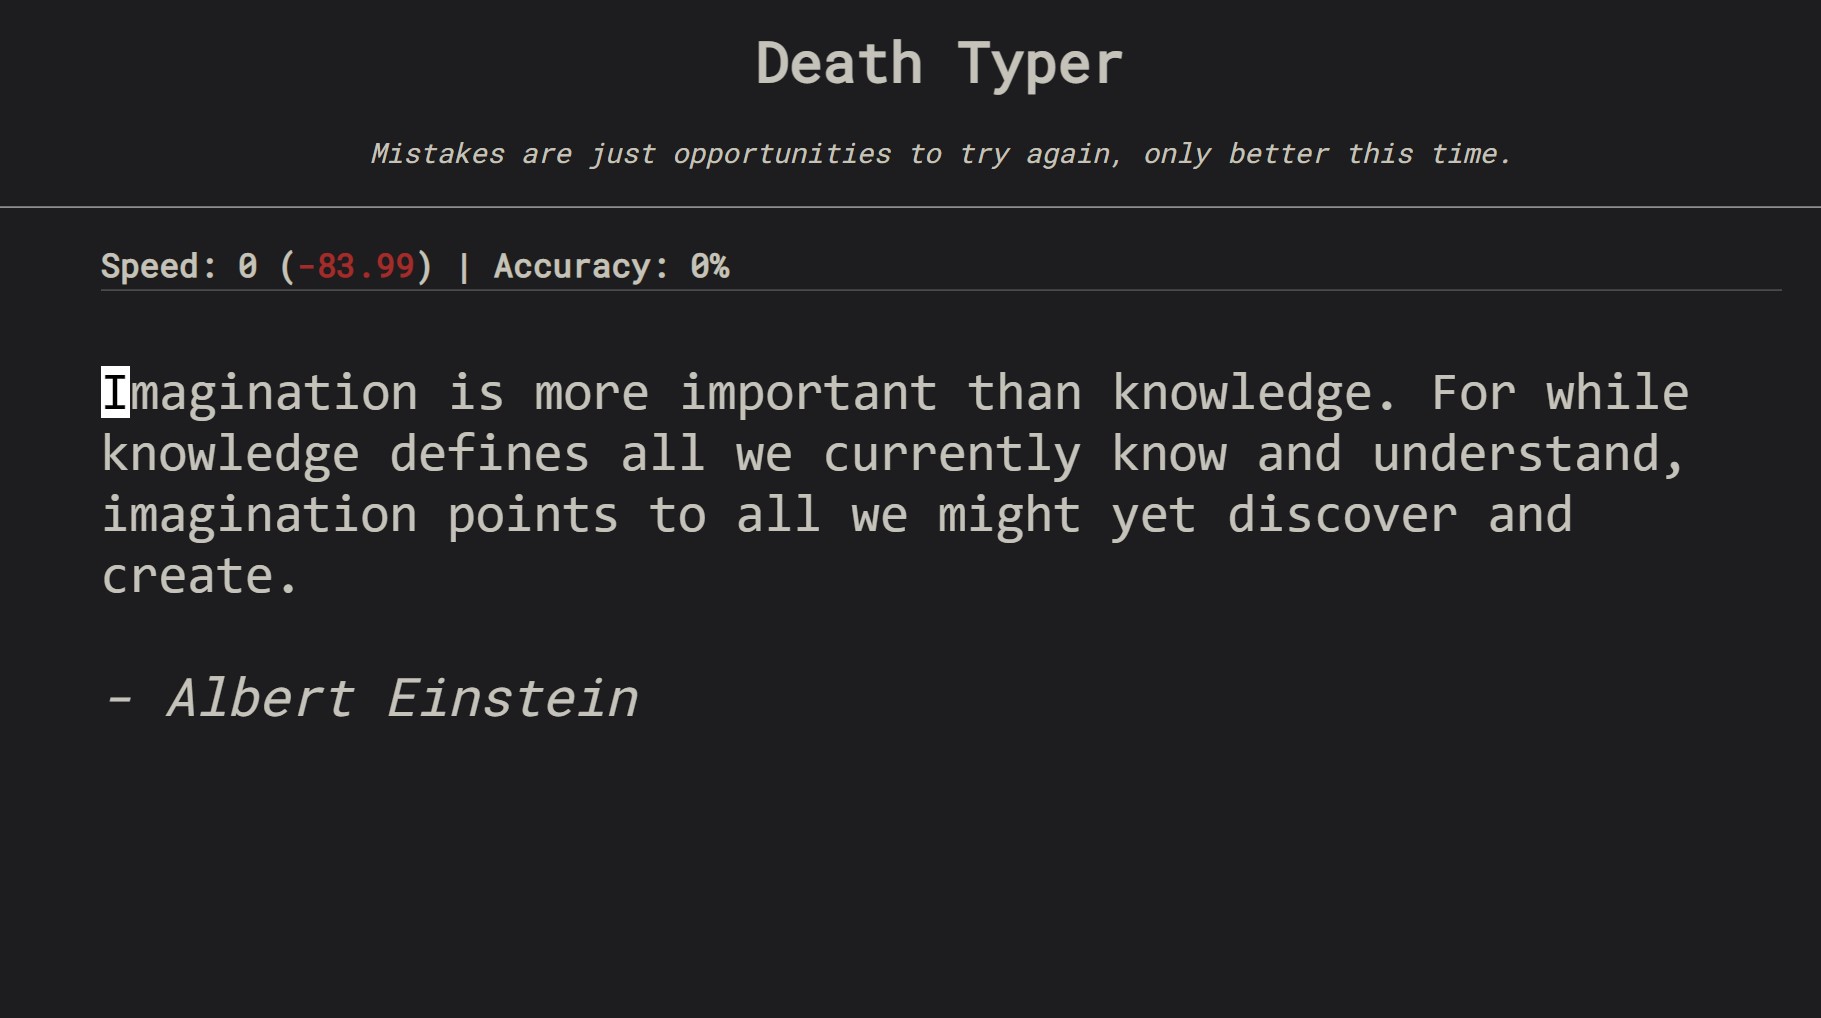 Death Typer
Mistakes are just opportunities to try again, only better this time.
Speed: 0 (-83.99) | Accuracy: 0%
Imagination is more important than knowledge. For while
knowledge defines all we currently know and understand,
imagination points to all we might yet discover and
create.
- Albert Einstein